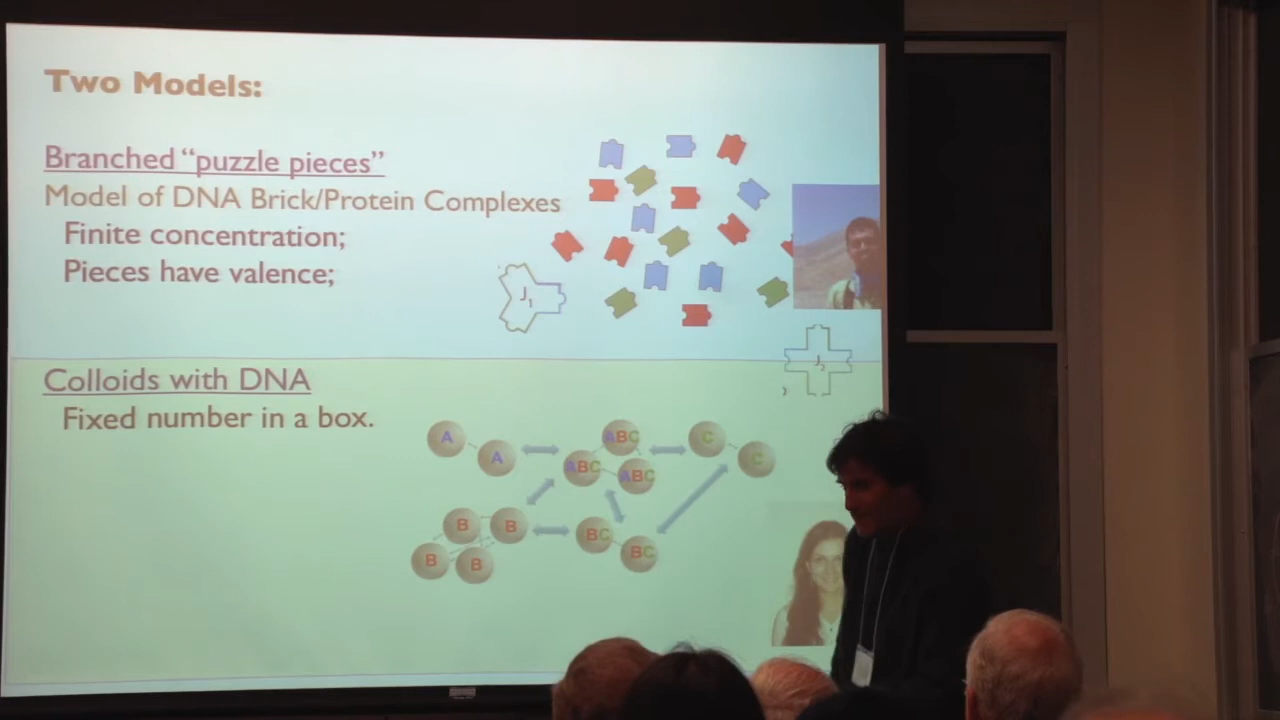 Two Models:
Branched “puzzle pieces”
Model of DNA Brick/Protein Complexes
Finite concentration;
Pieces have valence;
J1
J2
Colloids with DNA
Fixed number in a box.
A
A
ABC
ABC
ABC
C
C
B
B
B
B
BC
BC